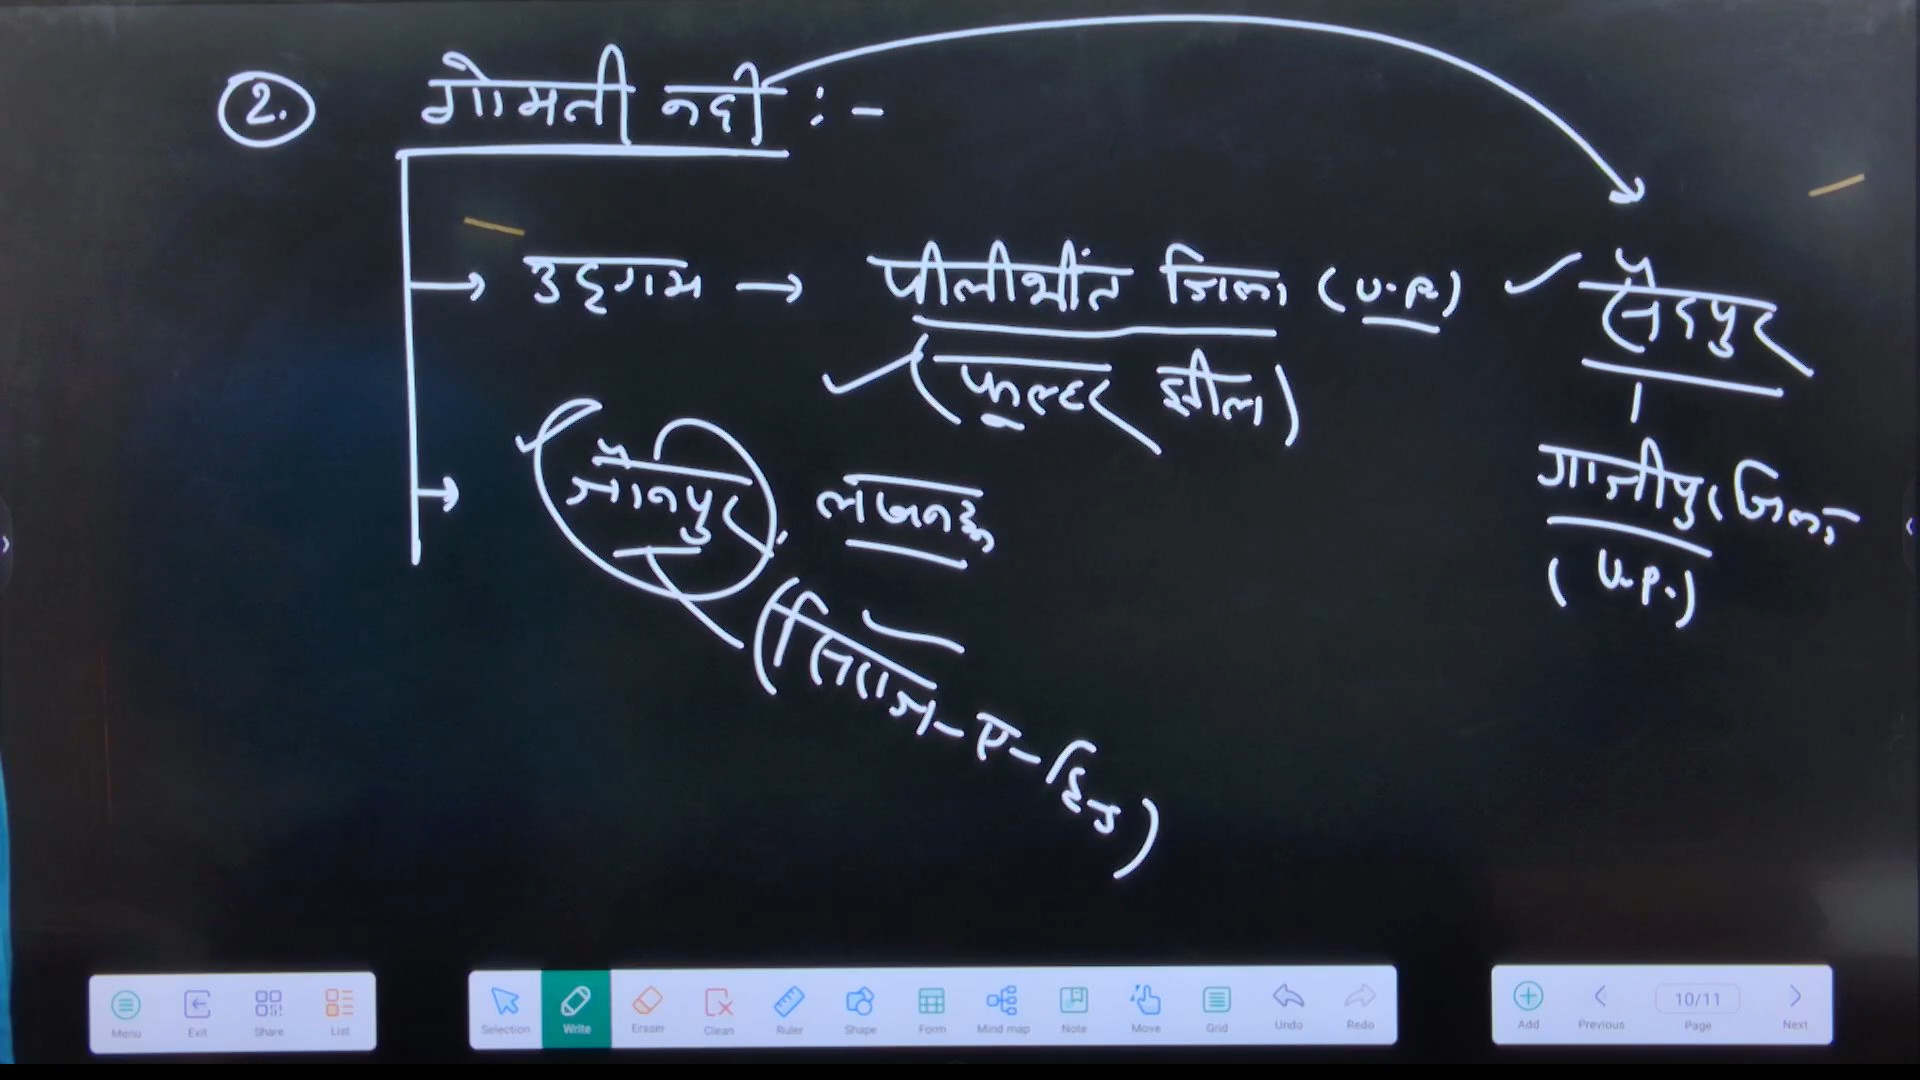 2. गोमती नदी :-
उद्गम → पीलीभींत जिला (U.P.)
(फुल्हर झील)
सैदपुर
गाजीपुर जिला
(U.P.)
जौनपुर, लखनऊ
(सिराज-ए-हिन्द)
Menu Exit Share List
Selection Write Eraser Clean Ruler Shape Form Mind map Note Move Grid Undo Redo
Add Previous 10/11 Page Next